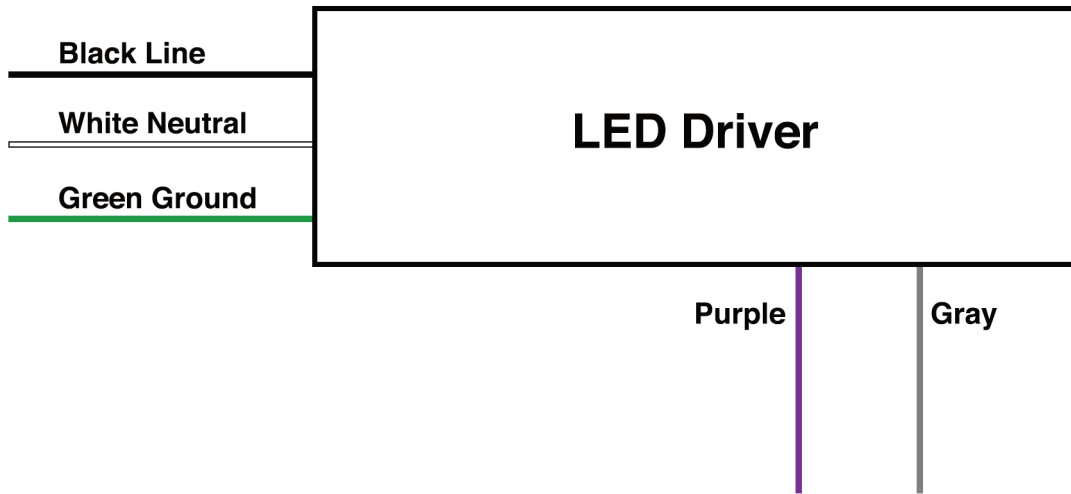 Black Line
White Neutral
LED Driver
Green Ground
Purple
Gray